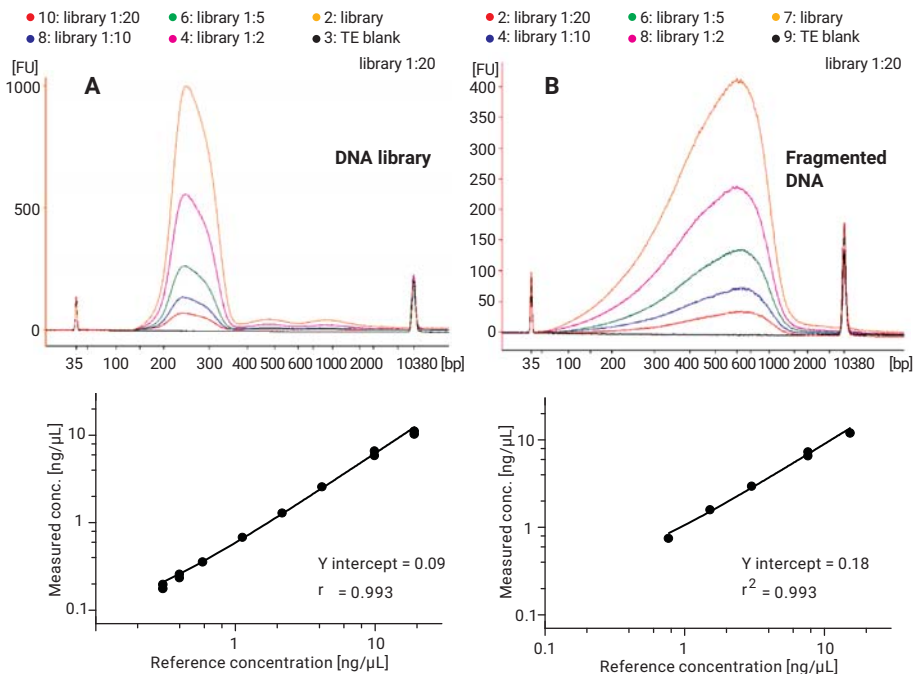 10: library 1:20
6: library 1:5
2: library
8: library 1:10
4: library 1:2
3: TE blank
library 1:20
[FU]
A
1000
DNA library
500
0
35 100 200 300 400 500 600 1000 2000 10380 [bp]
2: library 1:20
6: library 1:5
7: library
4: library 1:10
8: library 1:2
9: TE blank
library 1:20
[FU]
B
400
350
300
Fragmented
DNA
250
200
150
100
50
0
35 100 200 300 400 500 600 1000 2000 10380 [bp]
Measured conc. [ng/µL]
10
1
0.1
Y intercept = 0.09
r = 0.993
1 10
Reference concentration [ng/µL]
Measured conc. [ng/µL]
10
1
0.1
Y intercept = 0.18
r² = 0.993
0.1 1 10
Reference concentration [ng/µL]